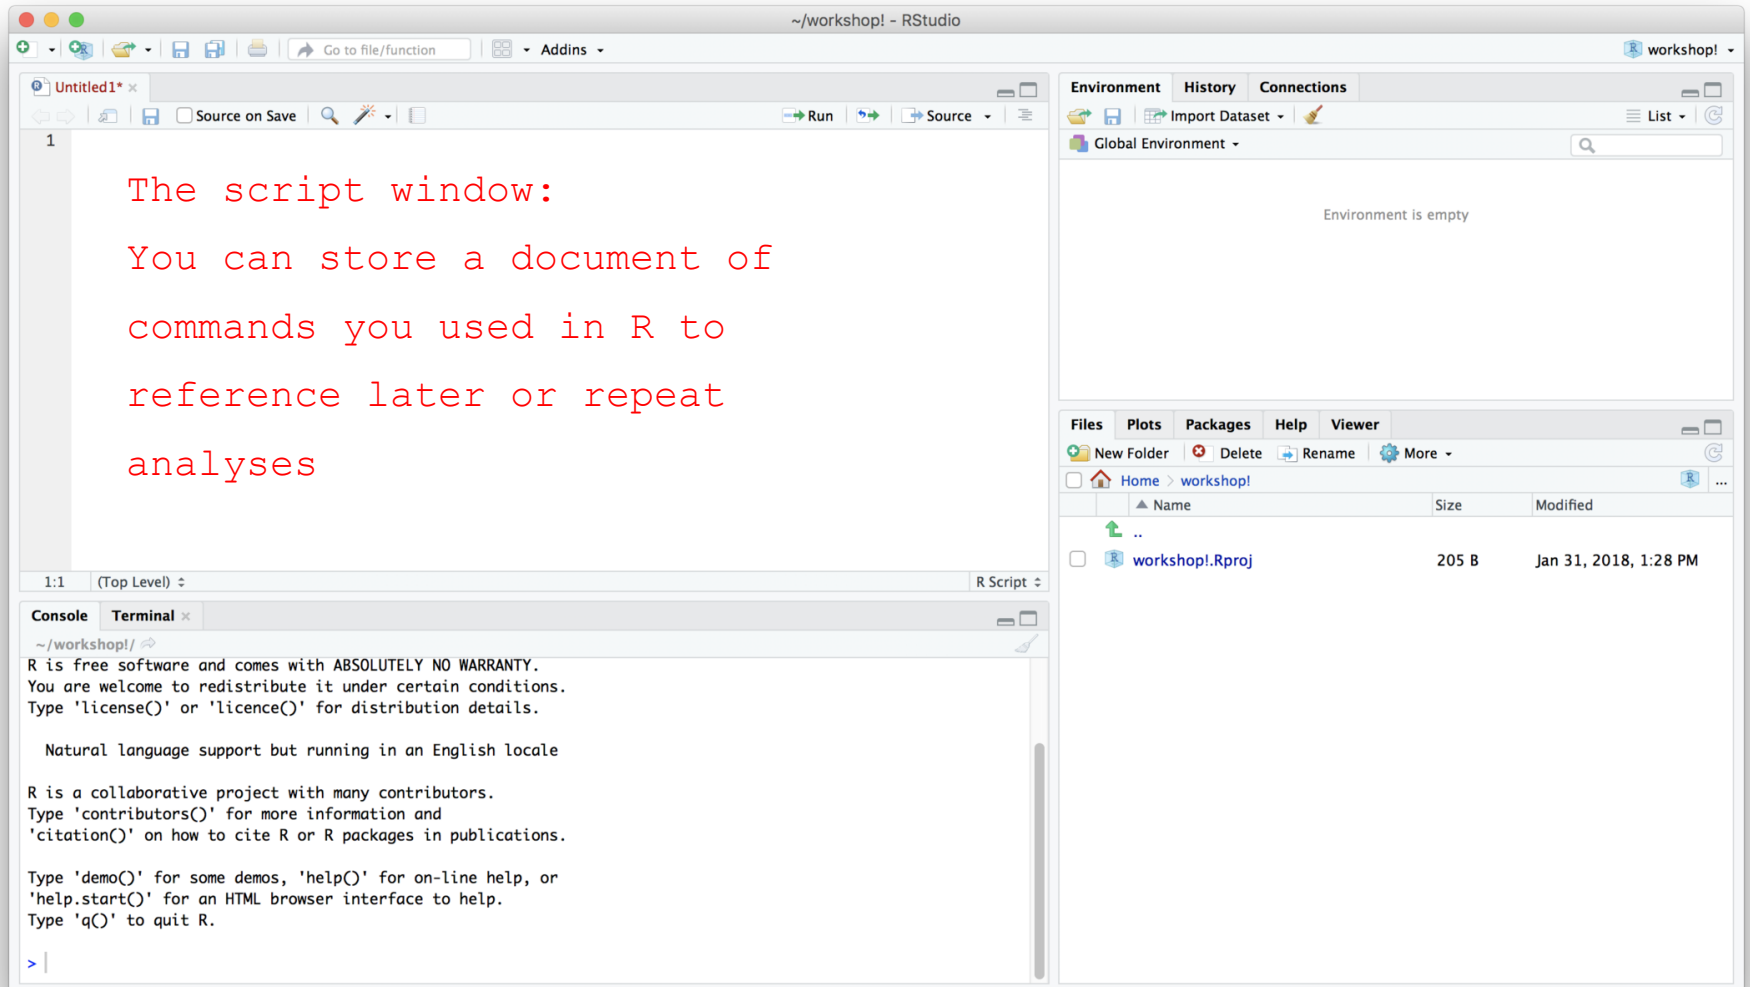 ~/workshop! - RStudio
Go to file/function
Addins
workshop!
Untitled1*
Source on Save
Run
Source
1
The script window:
You can store a document of
commands you used in R to
reference later or repeat
analyses
1:1
(Top Level)
R Script
Console
Terminal
~/workshop!/
R is free software and comes with ABSOLUTELY NO WARRANTY.
You are welcome to redistribute it under certain conditions.
Type 'license()' or 'licence()' for distribution details.
Natural language support but running in an English locale
R is a collaborative project with many contributors.
Type 'contributors()' for more information and
'citation()' on how to cite R or R packages in publications.
Type 'demo()' for some demos, 'help()' for on-line help, or
'help.start()' for an HTML browser interface to help.
Type 'q()' to quit R.
>
Environment
History
Connections
Import Dataset
List
Global Environment
Environment is empty
Files
Plots
Packages
Help
Viewer
New Folder
Delete
Rename
More
Home
workshop!
...
Name
Size
Modified
..
workshop!.Rproj
205 B
Jan 31, 2018, 1:28 PM